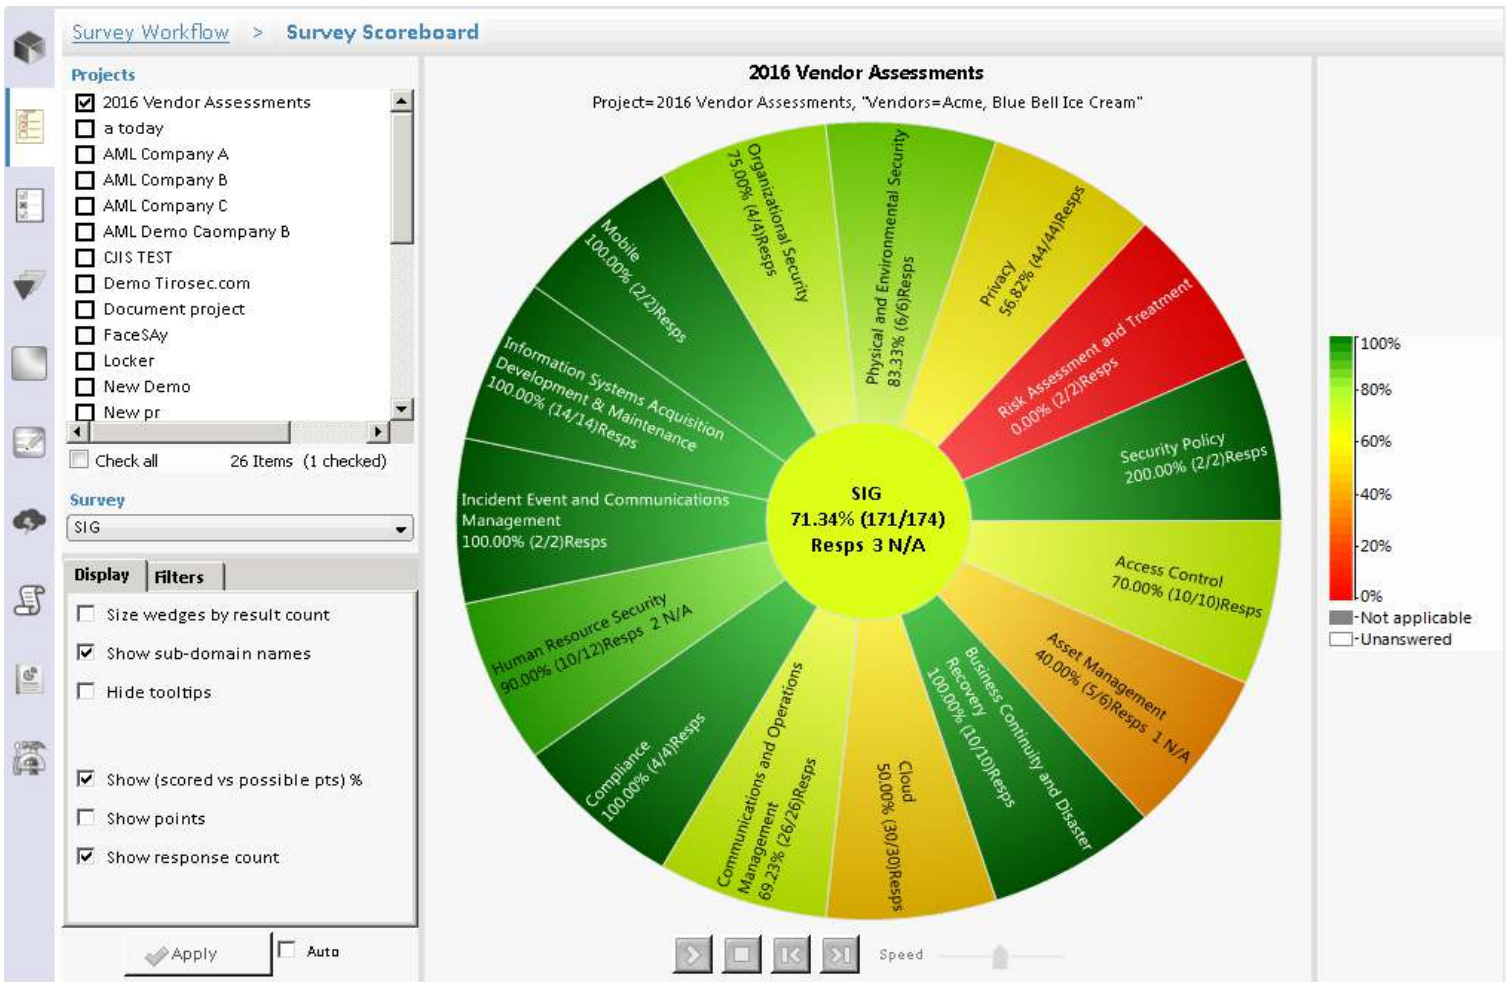 Survey Workflow > Survey Scoreboard
Projects
2016 Vendor Assessments
a today
AML Company A
AML Company B
AML Company C
AML Demo Caompany B
CJIS TEST
Demo Tirosec.com
Document project
FaceSAy
Locker
New Demo
New pr
Check all 26 Items (1 checked)
Survey
SIG
Display Filters
Size wedges by result count
Show sub-domain names
Hide tooltips
Show (scored vs possible pts) %
Show points
Show response count
Apply Auto
2016 Vendor Assessments
Project=2016 Vendor Assessments, "Vendors=Acme, Blue Bell Ice Cream"
Organizational Security
75.00% (4/4)Resps
Physical and Environmental Security
83.33% (6/6)Resps
Privacy
56.82% (44/44)Resps
Risk Assessment and Treatment
0.00% (2/2)Resps
Security Policy
200.00% (2/2)Resps
Access Control
70.00% (10/10)Resps
Asset Management
40.00% (5/6)Resps 1 N/A
Business Continuity and Disaster
Recovery
100.00% (10/10)Resps
Cloud
50.00% (30/30)Resps
Communications and Operations
Management
69.23% (26/26)Resps
Compliance
100.00% (4/4)Resps
Human Resource Security
90.00% (10/12)Resps 2 N/A
Incident Event and Communications
Management
100.00% (2/2)Resps
Information Systems Acquisition
Development & Maintenance
100.00% (14/14)Resps
Mobile
100.00% (2/2)Resps
SIG
71.34% (171/174)
Resps 3 N/A
Speed
100%
80%
60%
40%
20%
0%
Not applicable
Unanswered